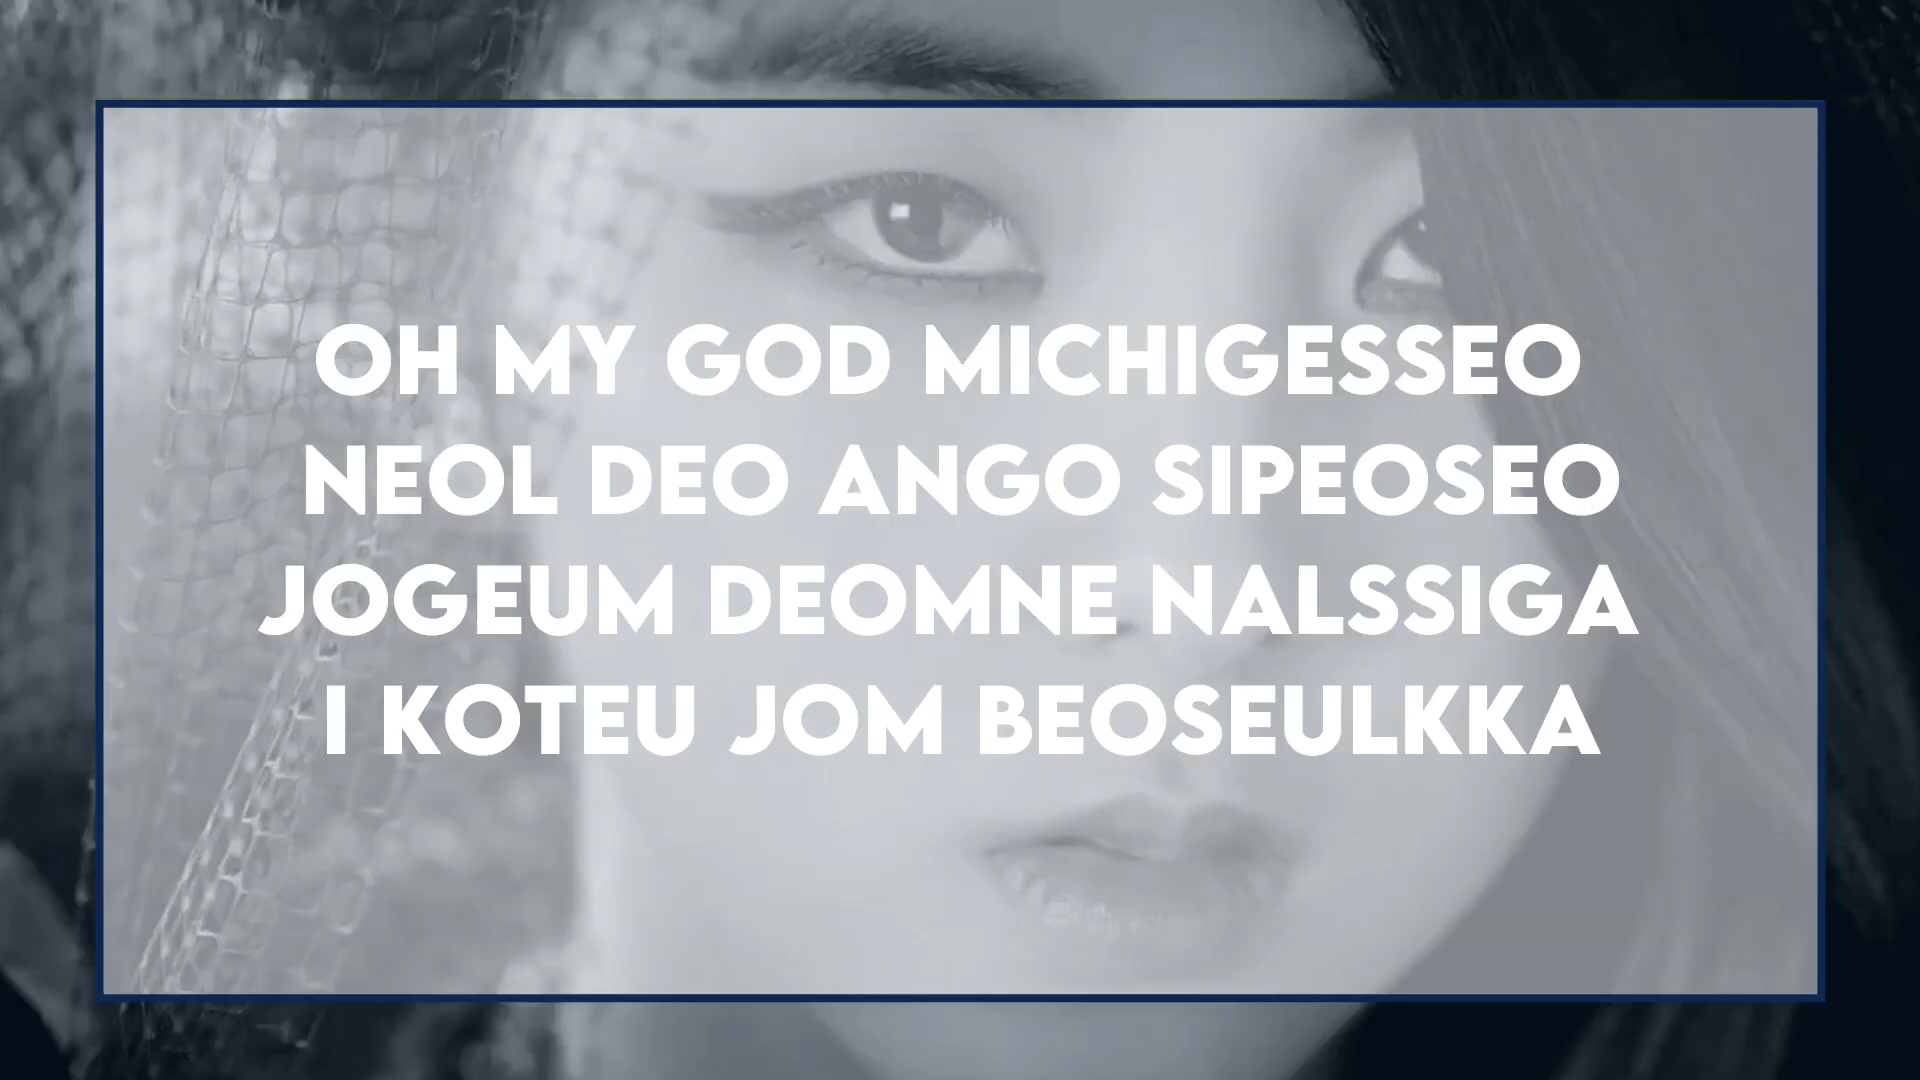 OH MY GOD MICHIGESSEO
NEOL DEO ANGO SIPEOSEO
JOGEUM DEOMNE NALSSIGA
I KOTEU JOM BEOSEULKKA